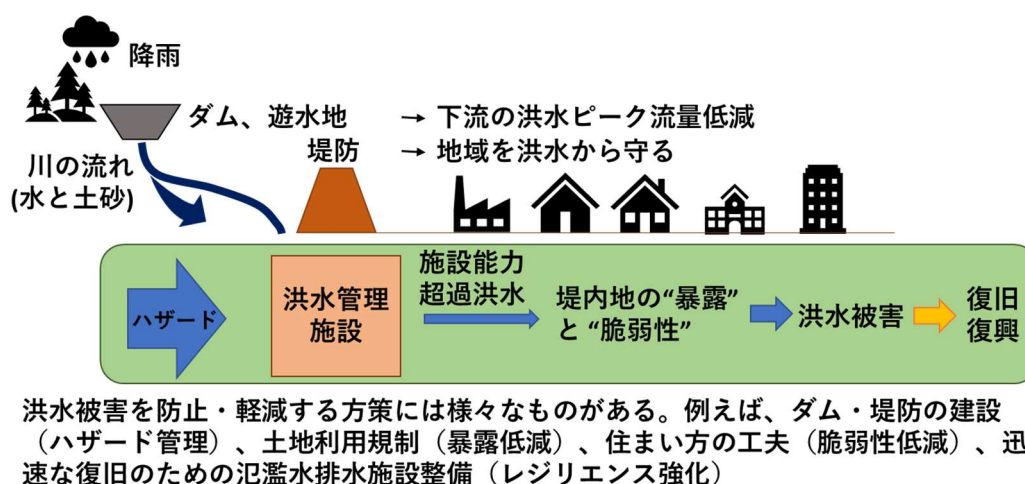 降雨
ダム、遊水地 → 下流の洪水ピーク流量低減
堤防 → 地域を洪水から守る
川の流れ
(水と土砂)
ハザード
洪水管理
施設
施設能力
超過洪水
堤内地の“暴露”
と “脆弱性”
洪水被害
復旧
復興
洪水被害を防止・軽減する方策には様々なものがある。例えば、ダム・堤防の建設
（ハザード管理）、土地利用規制（暴露低減）、住まい方の工夫（脆弱性低減）、迅
速な復旧のための氾濫水排水施設整備（レジリエンス強化）